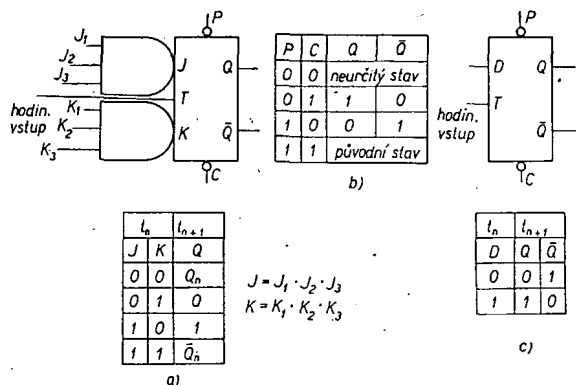 P
J₁
J₂
J₃
J
Q
T
hodin.
vstup
K₁
K₂
K₃
K
Q̄
C
P C Q Q̄
0 0 neurčitý stav
0 1 1 0
1 0 0 1
1 1 původní stav
b)
P
D
Q
T
hodin.
vstup
Q̄
C
tₙ tₙ₊₁
J K Q
0 0 Qₙ
0 1 0
1 0 1
1 1 Q̄ₙ
a)
J = J₁ · J₂ · J₃
K = K₁ · K₂ · K₃
tₙ tₙ₊₁
D Q Q̄
0 0 1
1 1 0
c)